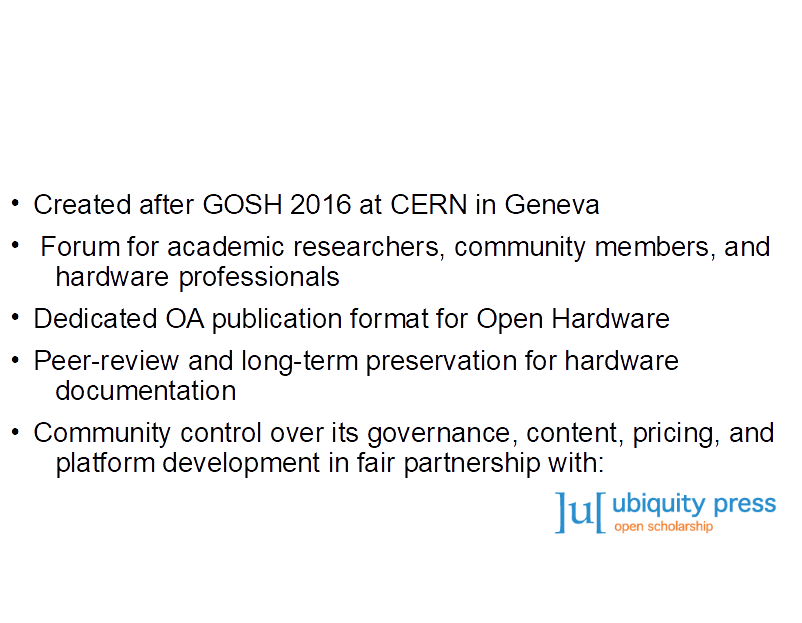 • Created after GOSH 2016 at CERN in Geneva
• Forum for academic researchers, community members, and
hardware professionals
• Dedicated OA publication format for Open Hardware
• Peer-review and long-term preservation for hardware
documentation
• Community control over its governance, content, pricing, and
platform development in fair partnership with:
]u[ ubiquity press
open scholarship